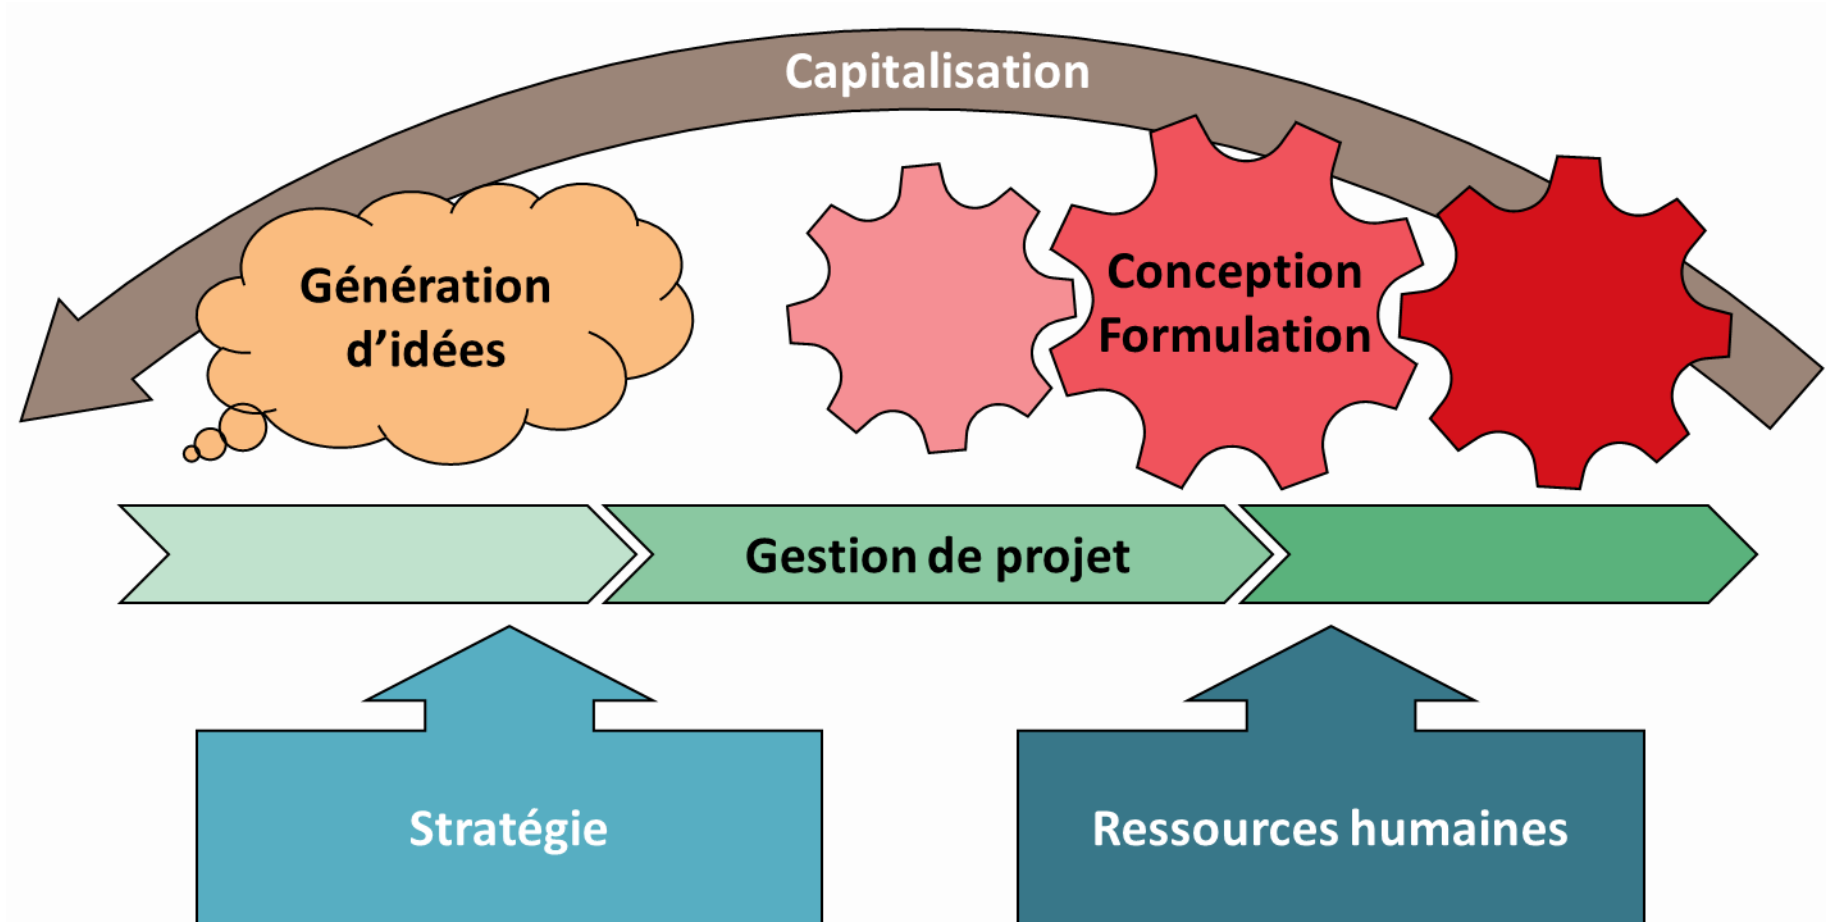 Capitalisation
Génération
d’idées
Conception
Formulation
Gestion de projet
Stratégie
Ressources humaines